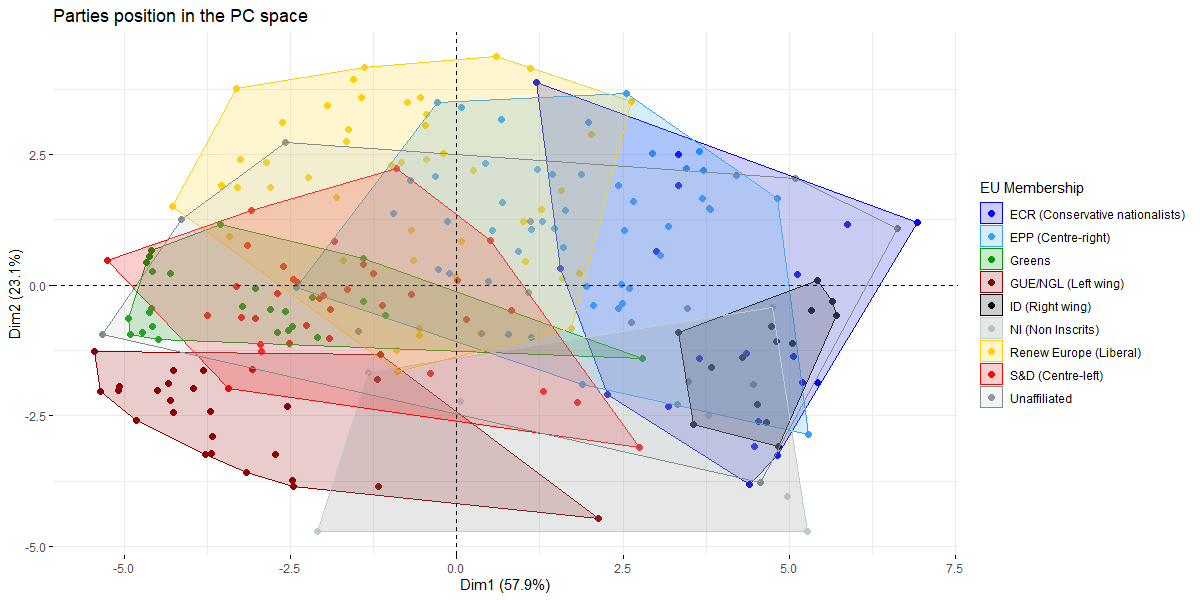 Parties position in the PC space
Dim2 (23.1%)
2.5
0.0
-2.5
-5.0
-5.0
-2.5
0.0
2.5
5.0
7.5
Dim1 (57.9%)
EU Membership
ECR (Conservative nationalists)
EPP (Centre-right)
Greens
GUE/NGL (Left wing)
ID (Right wing)
NI (Non Inscrits)
Renew Europe (Liberal)
S&D (Centre-left)
Unaffiliated